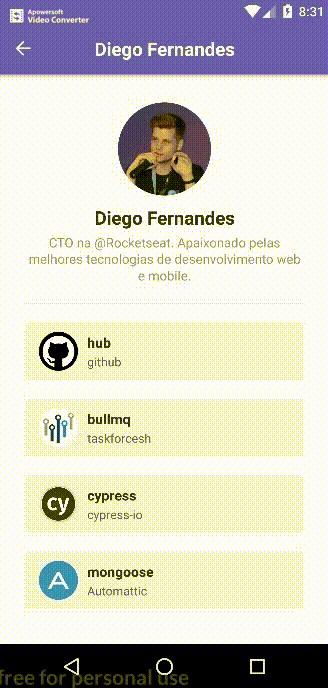 Apowersoft
Video Converter
8:31
Diego Fernandes
Diego Fernandes
CTO na @Rocketseat. Apaixonado pelas
melhores tecnologias de desenvolvimento web
e mobile.
hub
github
bullmq
taskforcesh
cy
cypress
cypress-io
A
mongoose
Automattic
free for personal use